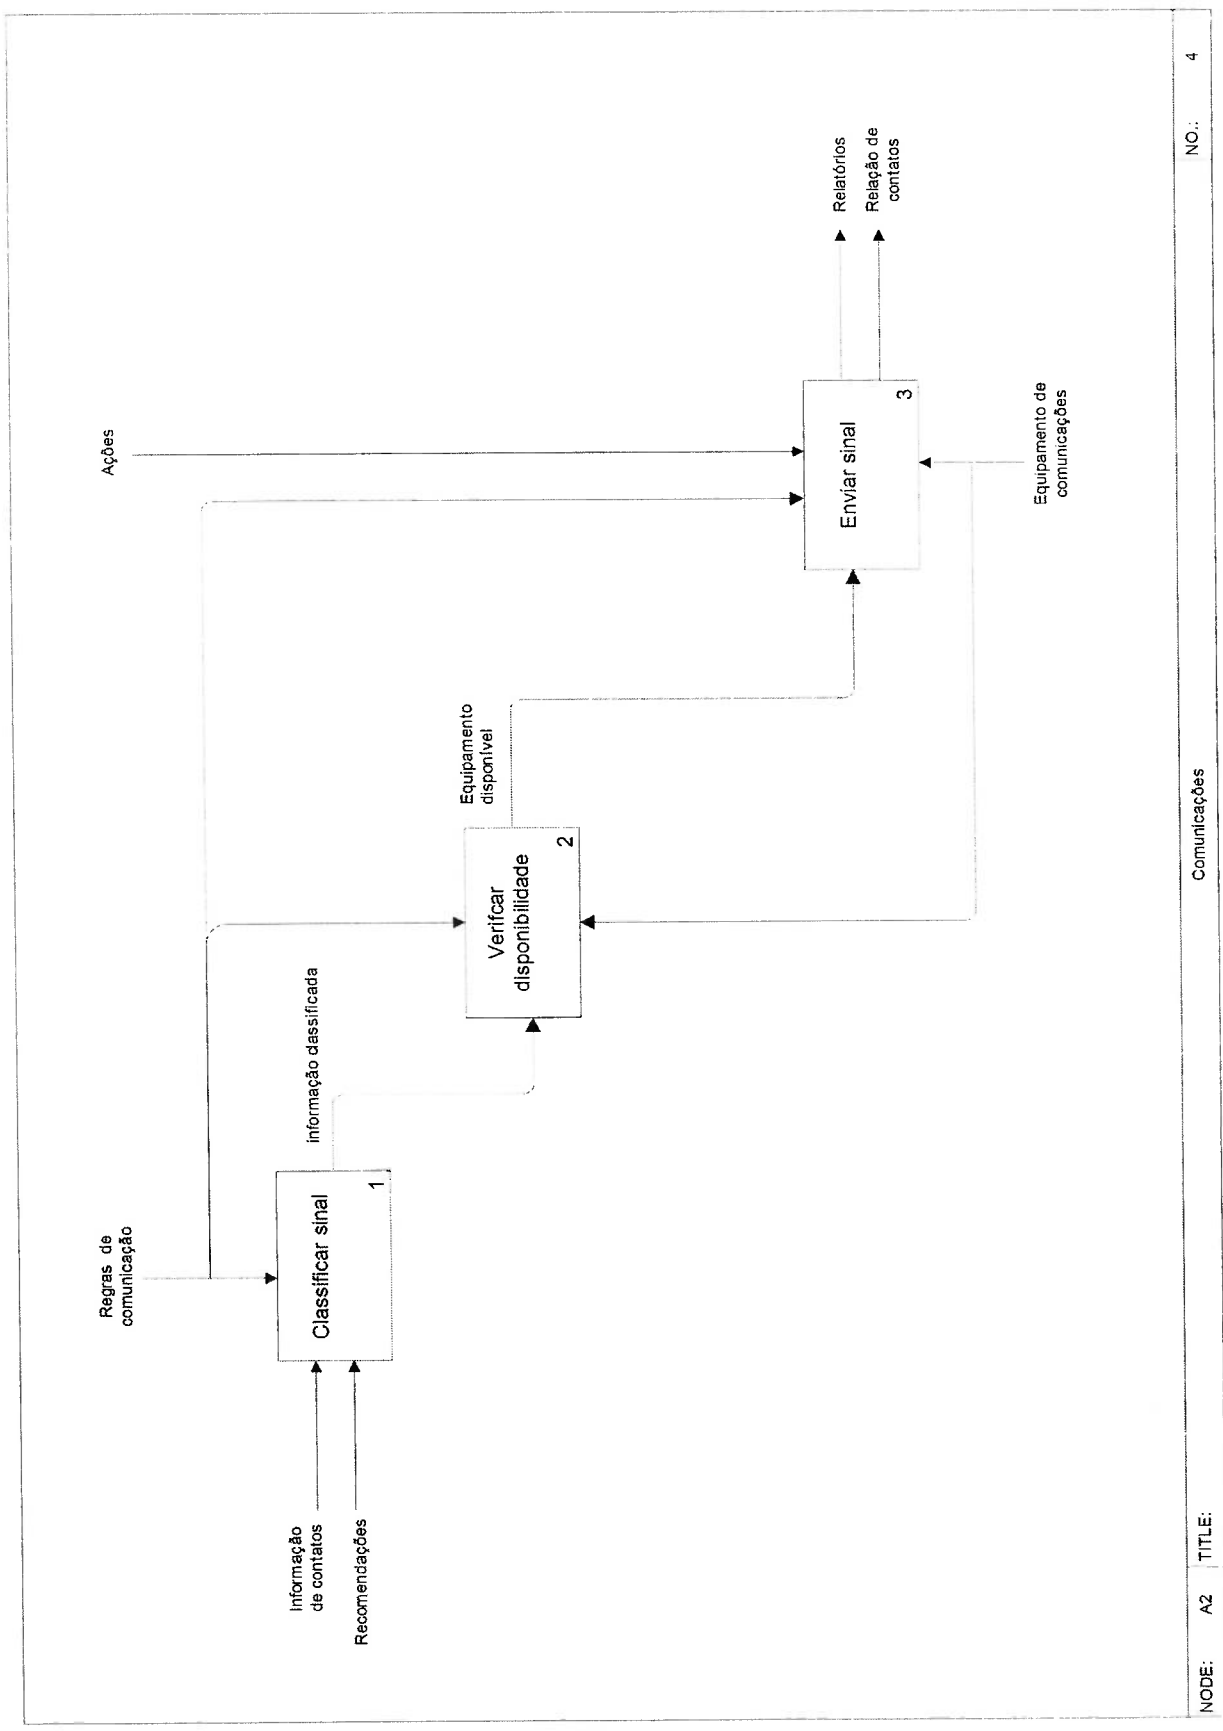 Regras de
comunicação
Ações
Informação
de contatos
Recomendações
Classificar sinal
1
informação classificada
Verifcar
disponibilidade
2
Equipamento
disponível
Enviar sinal
3
Relatórios
Relação de
contatos
Equipamento de
comunicações
NODE: A2 TITLE: Comunicações NO.: 4